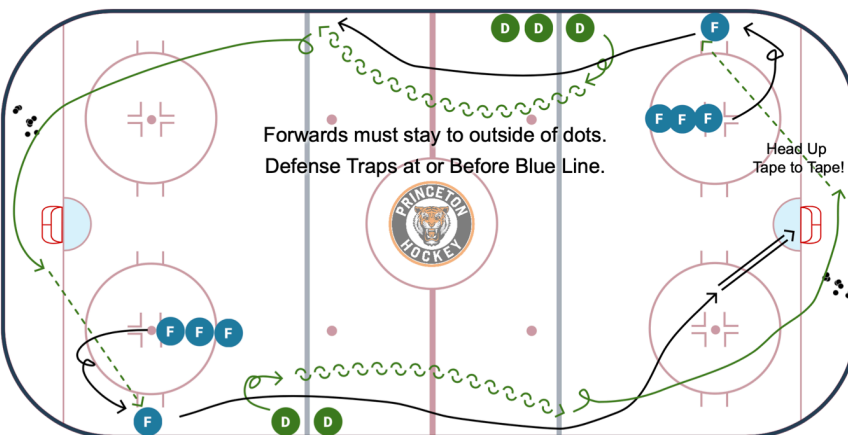 D D D
F
F F F
Forwards must stay to outside of dots.
Defense Traps at or Before Blue Line.
Head Up
Tape to Tape!
PRINCETON
HOCKEY
F F F
F
D D